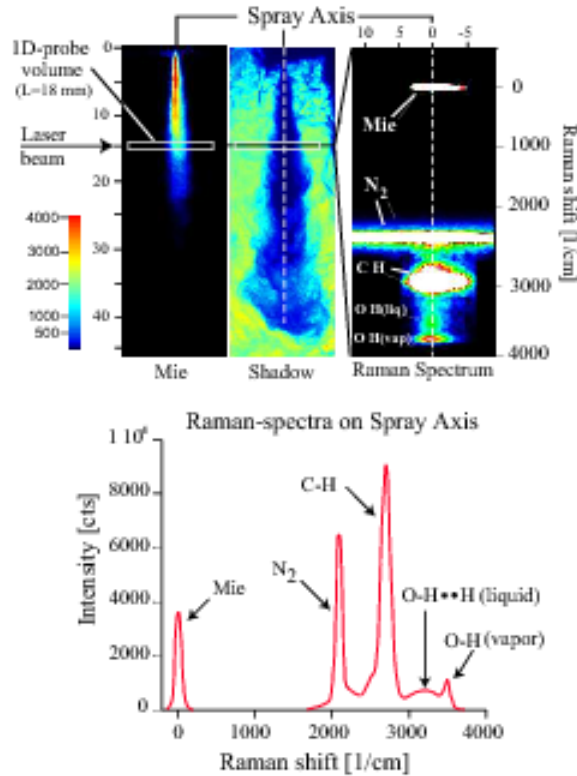 Spray Axis
1D-probe
volume
(L=18 mm)
Laser
beam
0
10
20
30
40
4000
3000
2000
1000
500
Mie
Shadow
10 5 0 -5
Mie
N2
C H
O H(liq)
O H(vap)
0
1000
2000
3000
4000
Raman shift [1/cm]
Raman Spectrum
Raman-spectra on Spray Axis
1 10⁴
8000
6000
4000
2000
0
Intensity [cts]
Mie
N2
C-H
O-H••H (liquid)
O-H
(vapor)
0 1000 2000 3000 4000
Raman shift [1/cm]